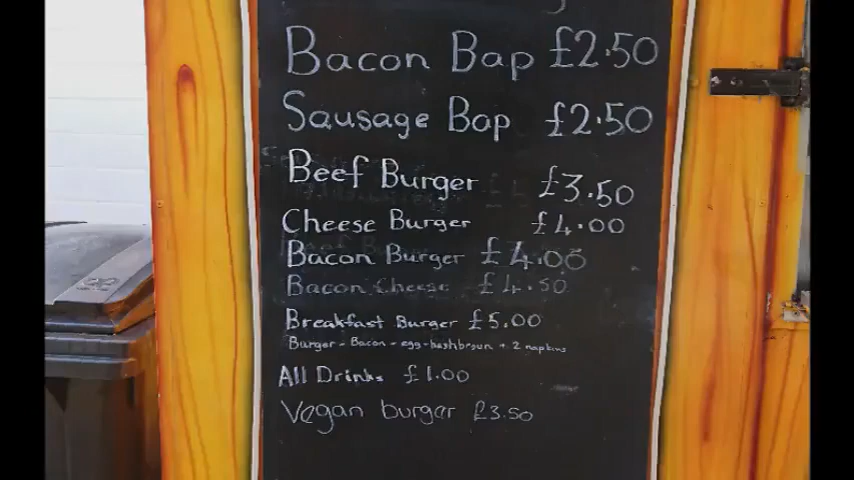 Bacon Bap £2.50
Sausage Bap £2.50
Beef Burger £3.50
Cheese Burger £4.00
Bacon Burger £4.00
Bacon Cheese £4.50
Breakfast Burger £5.00
Burger - Bacon - egg - hashbroun + 2 napkins
All Drinks £1.00
Vegan burger £3.50